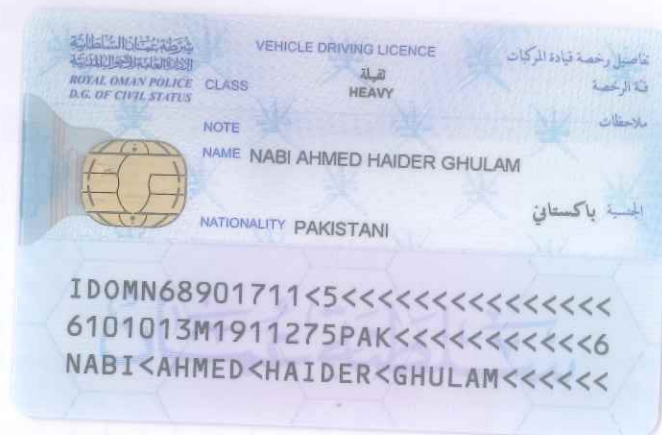 شرطة عمان السلطانية
الإدارة العامة للأحوال المدنية
ROYAL OMAN POLICE
D.G. OF CIVIL STATUS
VEHICLE DRIVING LICENCE
تفاصيل رخصة قيادة المركبات
CLASS
ثقيلة
HEAVY
فئة الرخصة
NOTE
ملاحظات
NAME NABI AHMED HAIDER GHULAM
الجنسية باكستاني
NATIONALITY PAKISTANI
IDOMN68901711<5<<<<<<<<<<<<<<<
6101013M1911275PAK<<<<<<<<<<<6
NABI<AHMED<HAIDER<GHULAM<<<<<<